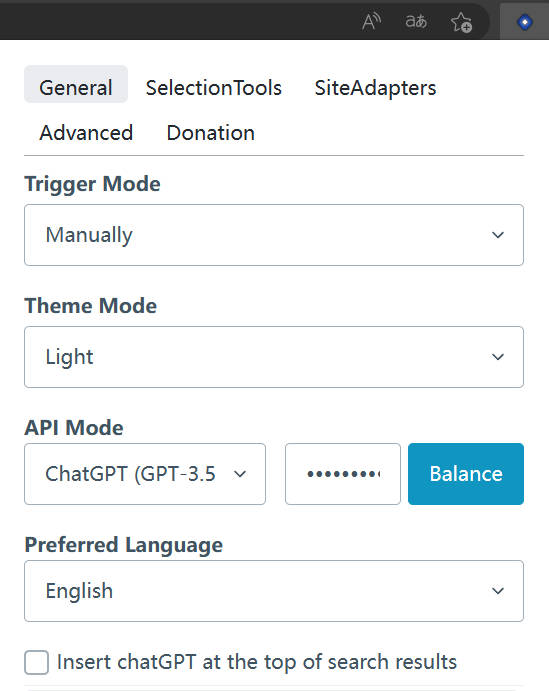 General SelectionTools SiteAdapters
Advanced Donation
Trigger Mode
Manually
Theme Mode
Light
API Mode
ChatGPT (GPT-3.5 ••••••••• Balance
Preferred Language
English
Insert chatGPT at the top of search results